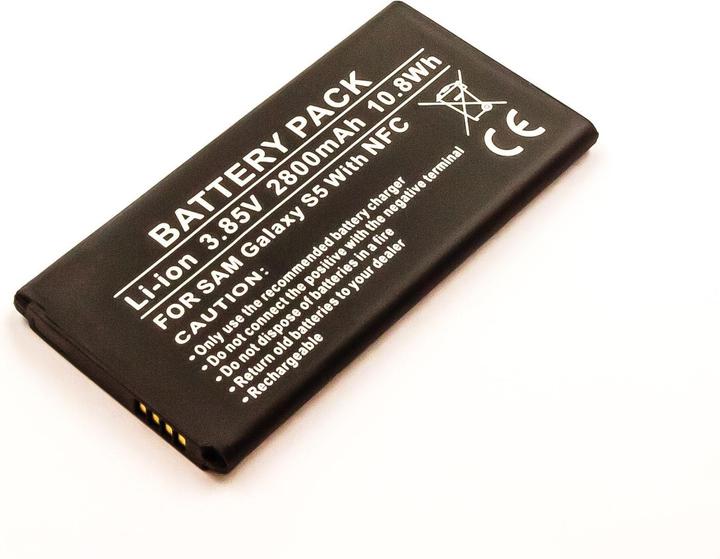 BATTERY PACK
Li-ion 3.85V 2800mAh 10.8Wh
FOR SAM Galaxy S5 With NFC
CAUTION:
•Only use the recommended battery charger
•Do not connect the positive with the negative terminal
•Do not dispose of batteries in a fire
•Return old batteries to battery dealer
•Rechargeable
CE